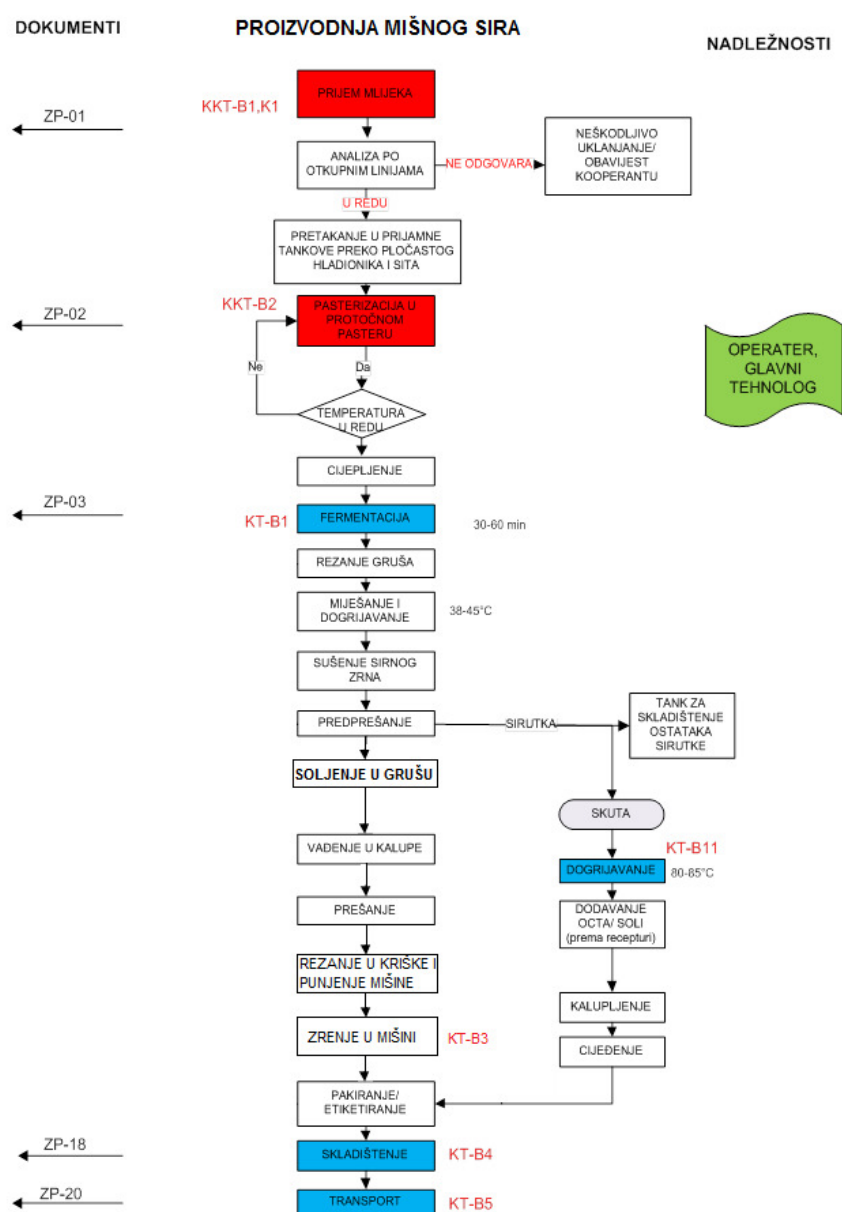 DOKUMENTI
PROIZVODNJA MIŠNOG SIRA
NADLEŽNOSTI
ZP-01
KKT-B1,K1
PRIJEM MLIJEKA
ANALIZA PO
OTKUPNIM LINIJAMA
NE ODGOVARA
NEŠKODLJIVO
UKLANJANJE/
OBAVIJEST
KOOPERANTU
U REDU
PRETAKANJE U PRIJAMNE
TANKOVE PREKO PLOČASTOG
HLADIONIKA I SITA
ZP-02
KKT-B2
PASTERIZACIJA U
PROTOČNOM
PASTERU
OPERATER,
GLAVNI
TEHNOLOG
Ne
Da
TEMPERATURA
U REDU
CIJEPLJENJE
ZP-03
KT-B1
FERMENTACIJA
30-60 min
REZANJE GRUŠA
MIJEŠANJE I
DOGRIJAVANJE
38-45°C
SUŠENJE SIRNOG
ZRNA
PREDPREŠANJE
SIRUTKA
TANK ZA
SKLADIŠTENJE
OSTATAKA
SIRUTKE
SOLJENJE U GRUŠU
SKUTA
VAĐENJE U KALUPE
KT-B11
DOGRIJAVANJE
80-85°C
PREŠANJE
DODAVANJE
OCTA/ SOLI
(prema recepturi)
REZANJE U KRIŠKE I
PUNJENJE MIŠINE
KALUPLJENJE
ZRENJE U MIŠINI
KT-B3
CIJEĐENJE
PAKIRANJE/
ETIKETIRANJE
ZP-18
SKLADIŠTENJE
KT-B4
ZP-20
TRANSPORT
KT-B5